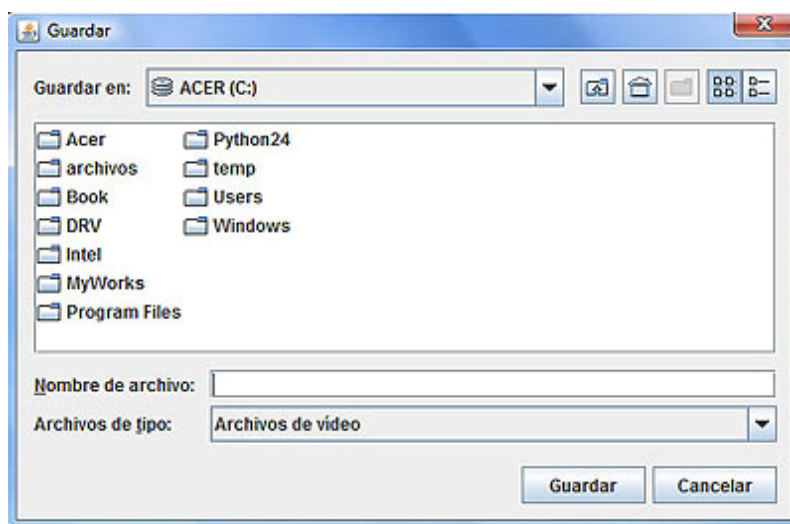 Guardar
Guardar en: ACER (C:)
Acer
archivos
Book
DRV
Intel
MyWorks
Program Files
Python24
temp
Users
Windows
Nombre de archivo:
Archivos de tipo: Archivos de vídeo
Guardar Cancelar